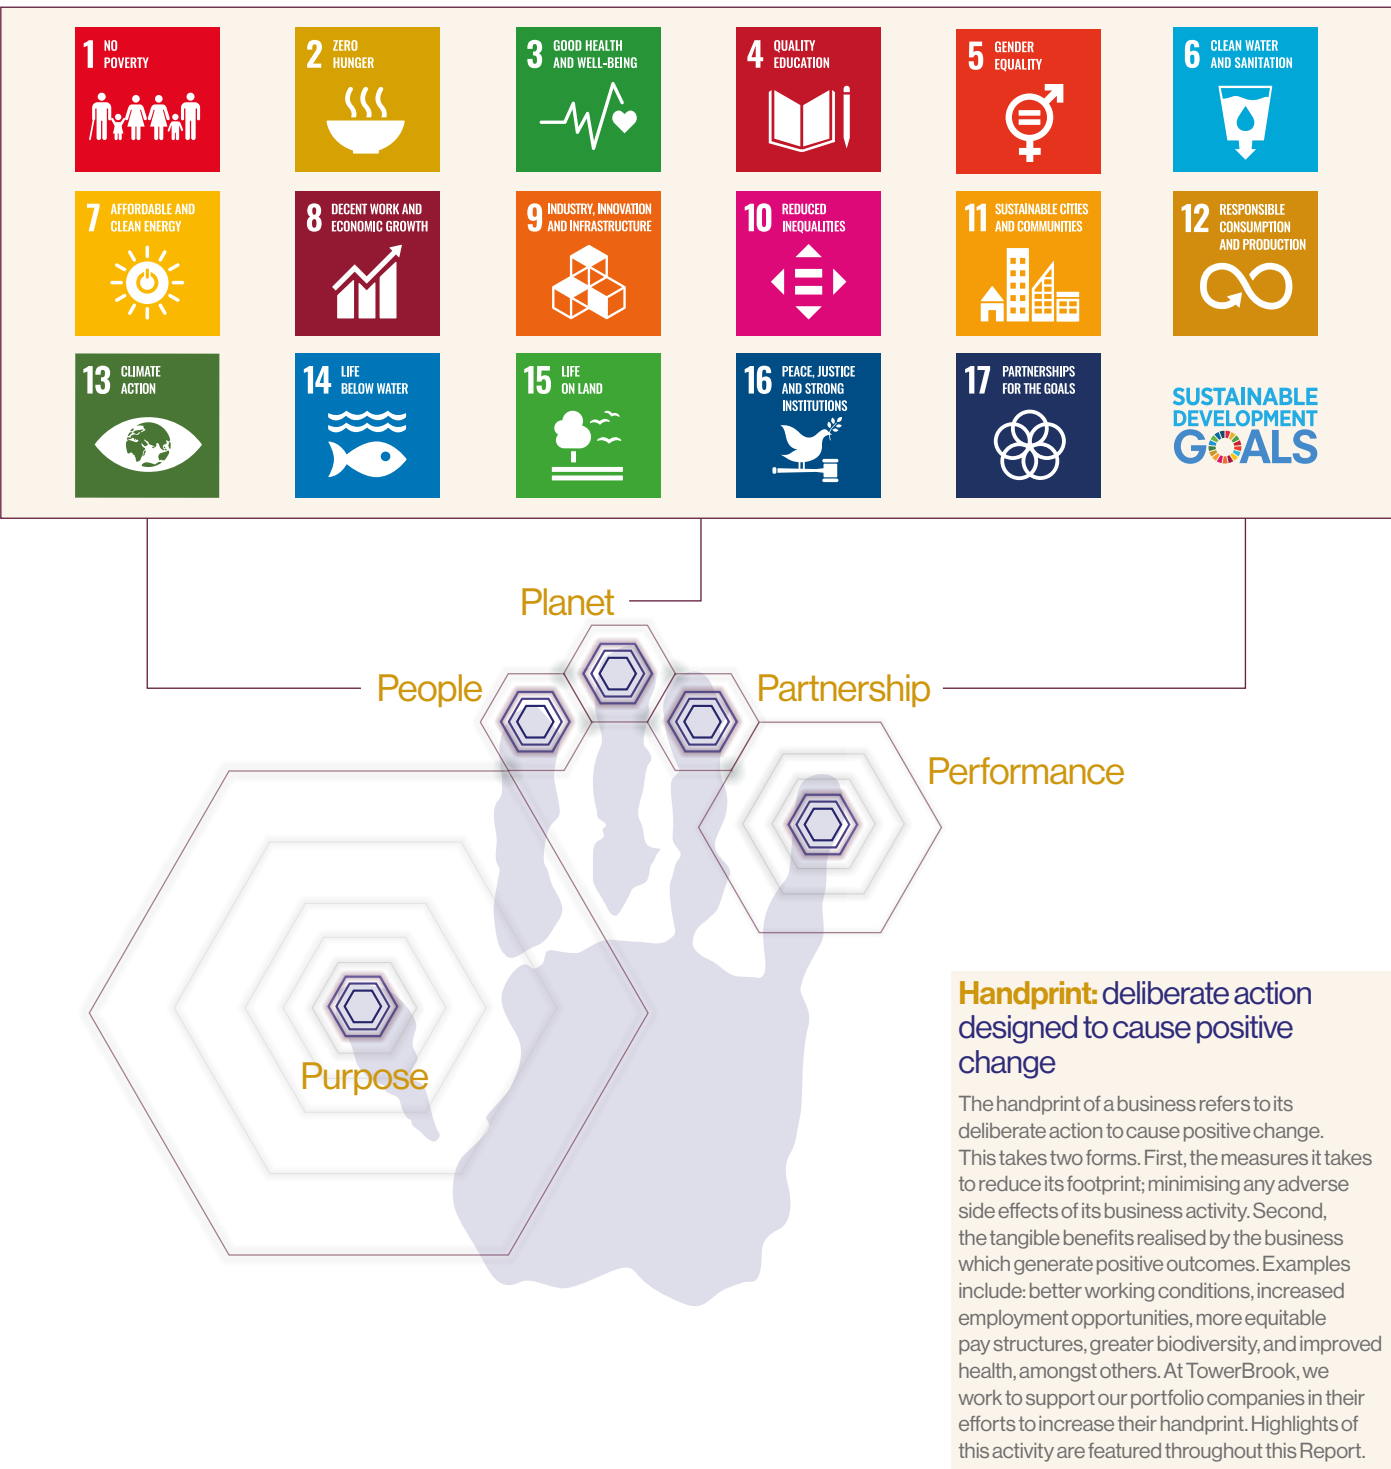 1 NO
POVERTY
2 ZERO
HUNGER
3 GOOD HEALTH
AND WELL-BEING
4 QUALITY
EDUCATION
5 GENDER
EQUALITY
6 CLEAN WATER
AND SANITATION
7 AFFORDABLE AND
CLEAN ENERGY
8 DECENT WORK AND
ECONOMIC GROWTH
9 INDUSTRY, INNOVATION
AND INFRASTRUCTURE
10 REDUCED
INEQUALITIES
11 SUSTAINABLE CITIES
AND COMMUNITIES
12 RESPONSIBLE
CONSUMPTION
AND PRODUCTION
13 CLIMATE
ACTION
14 LIFE
BELOW WATER
15 LIFE
ON LAND
16 PEACE, JUSTICE
AND STRONG
INSTITUTIONS
17 PARTNERSHIPS
FOR THE GOALS
SUSTAINABLE
DEVELOPMENT
GOALS
Planet
People
Partnership
Performance
Purpose
Handprint: deliberate action
designed to cause positive
change
The handprint of a business refers to its
deliberate action to cause positive change.
This takes two forms. First, the measures it takes
to reduce its footprint; minimising any adverse
side effects of its business activity. Second,
the tangible benefits realised by the business
which generate positive outcomes. Examples
include: better working conditions, increased
employment opportunities, more equitable
pay structures, greater biodiversity, and improved
health, amongst others. At TowerBrook, we
work to support our portfolio companies in their
efforts to increase their handprint. Highlights of
this activity are featured throughout this Report.